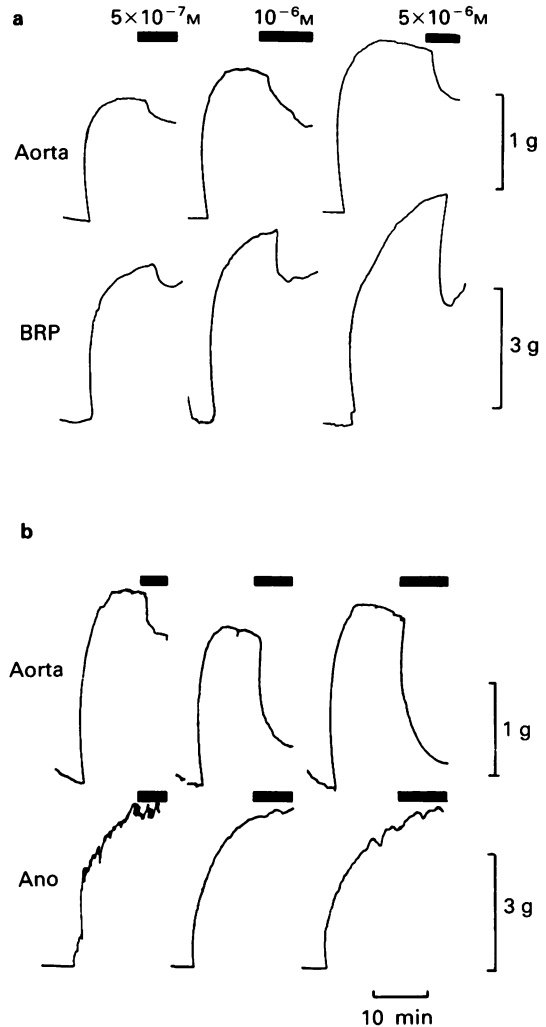 a
5×10⁻⁷M 10⁻⁶M 5×10⁻⁶M
Aorta
1 g
BRP
3 g
b
Aorta
1 g
Ano
3 g
10 min